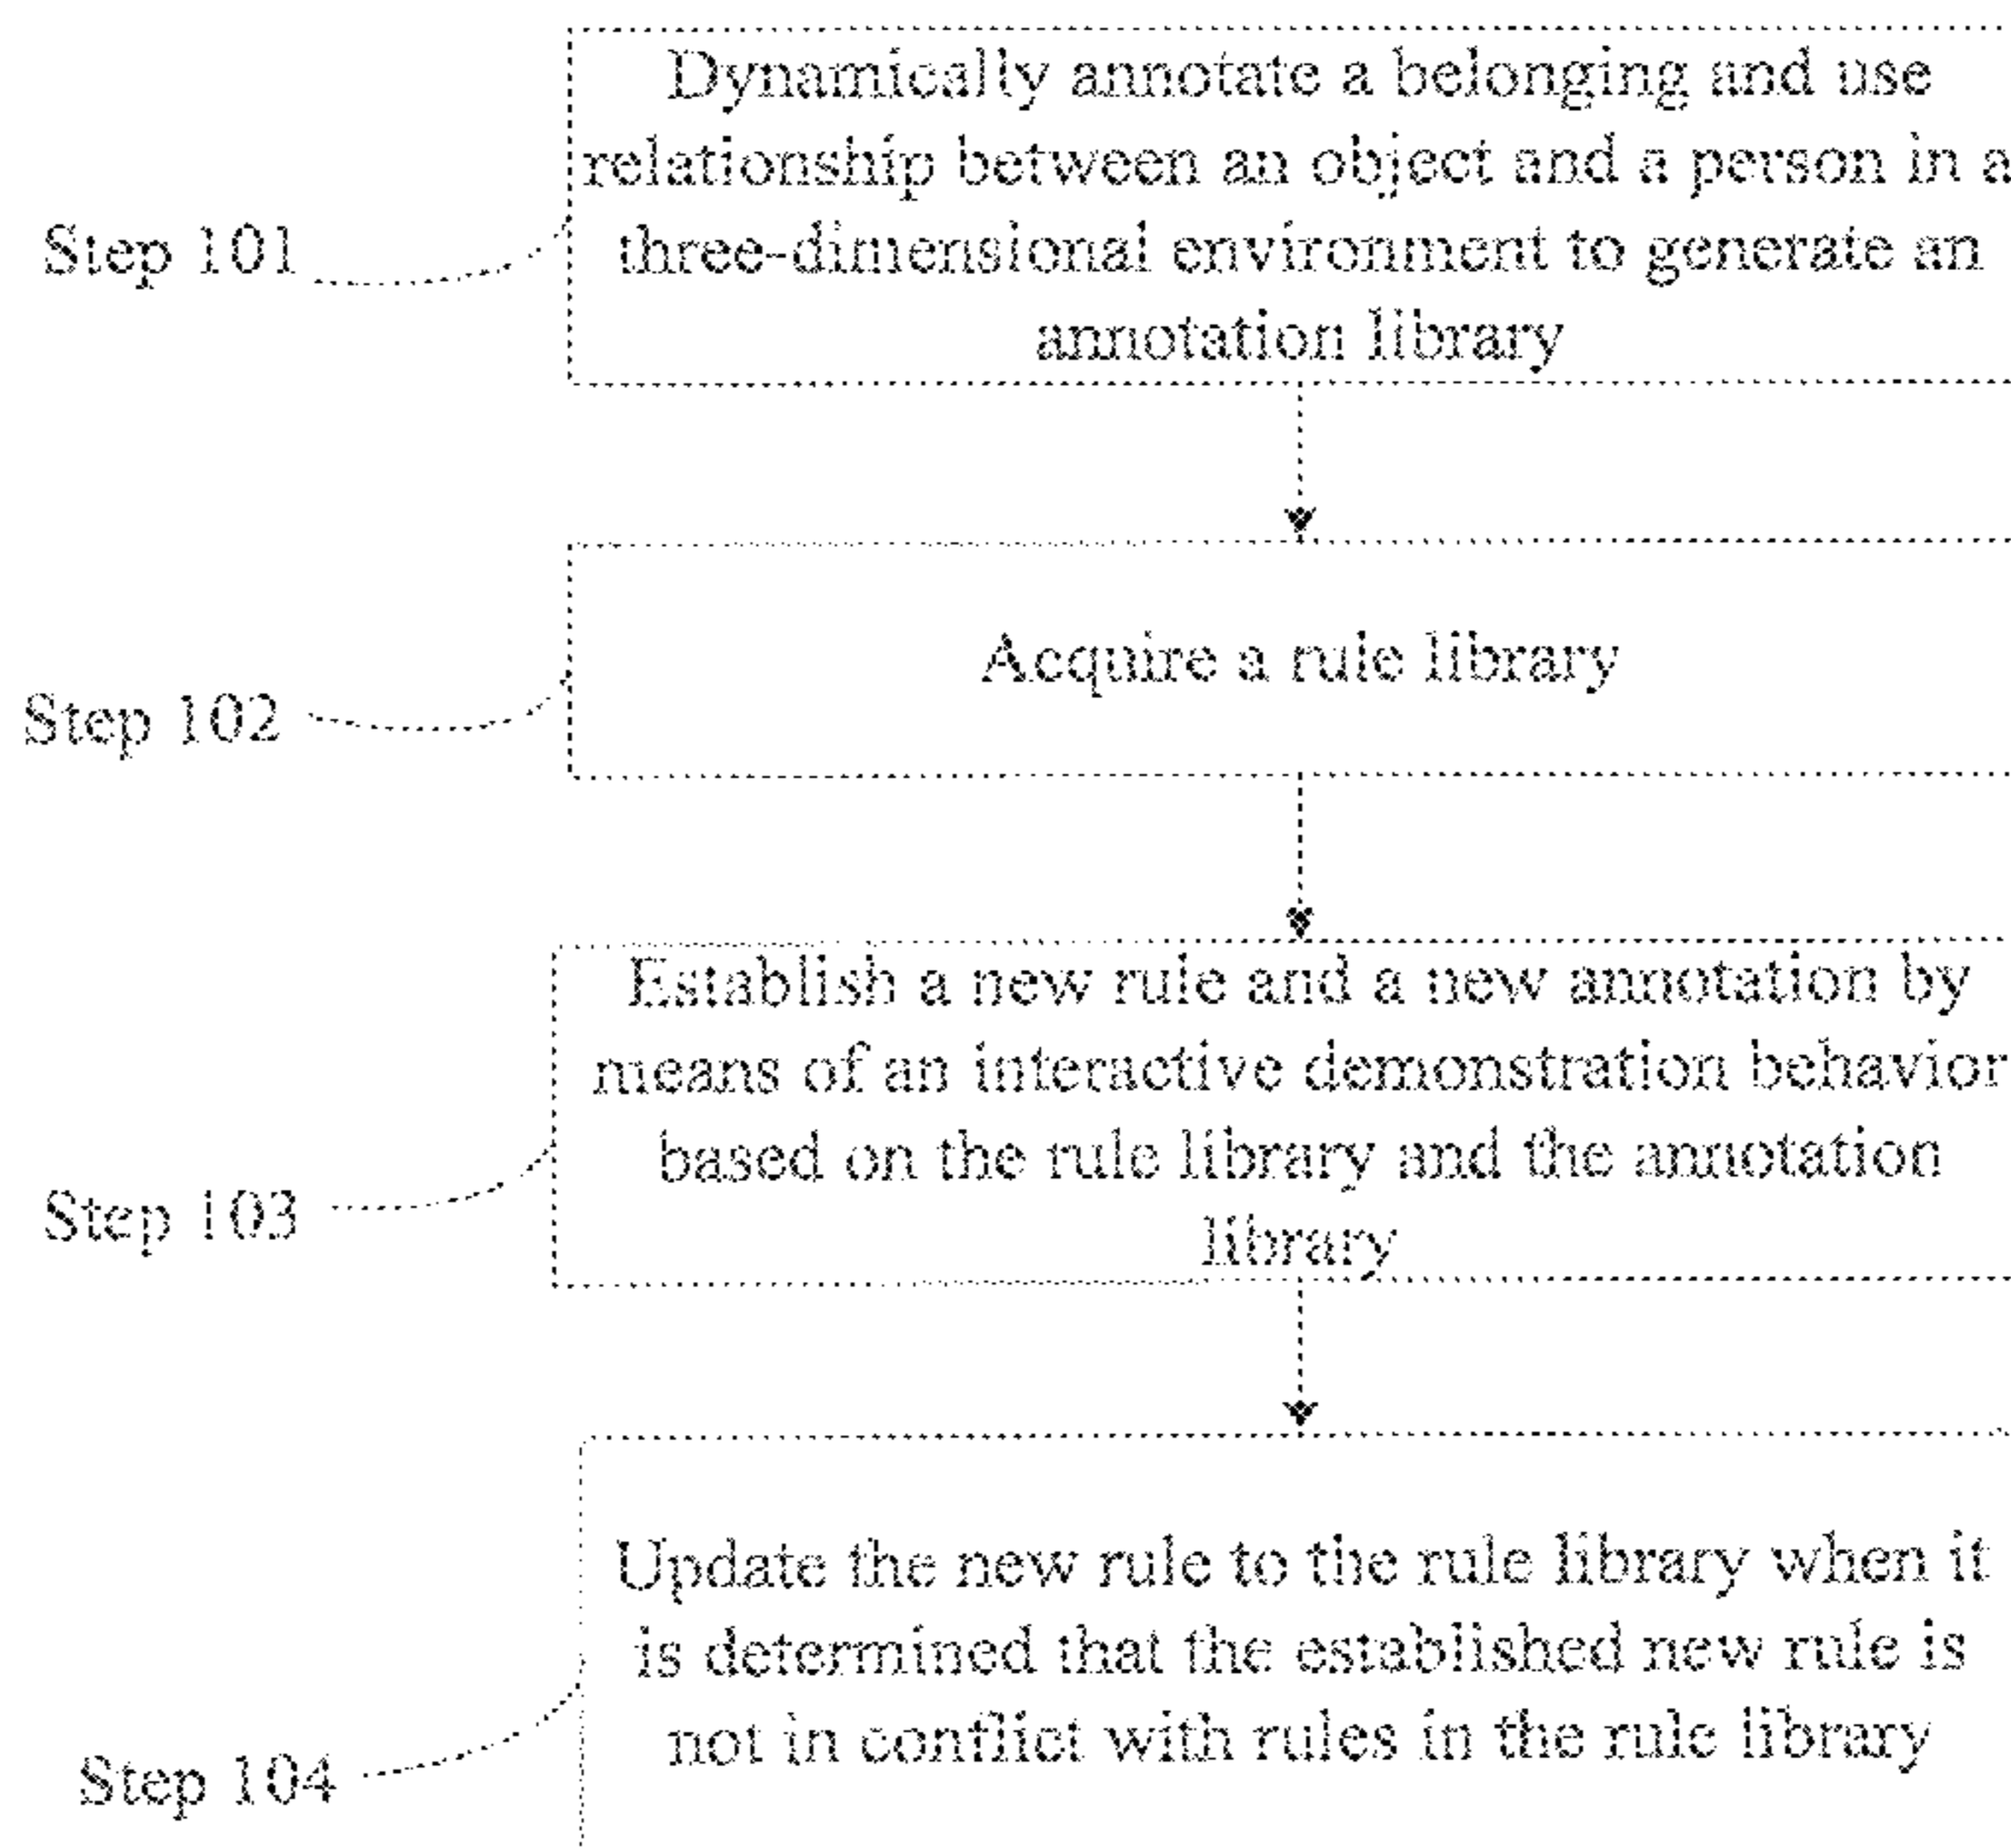 Dynamically annotate a belonging and use
relationship between an object and a person in a
Step 101
three-dimensional environment to generate an
annotation library
Acquire a rule library
Step 102
Establish a new rule and a new annotation by
means of an interactive demonstration behavior
based on the rule library and the annotation
Step 103
library
Update the new rule to the rule library when it
is determined that the established new rule is
not in conflict with rules in the rule library
Step 104